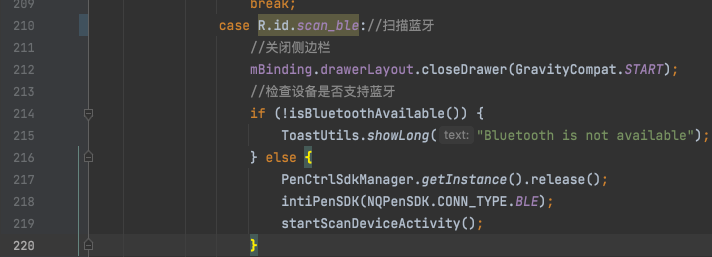 209 break;
210 case R.id.scan_ble://扫描蓝牙
211 //关闭侧边栏
212 mBinding.drawerLayout.closeDrawer(GravityCompat.START);
213 //检查设备是否支持蓝牙
214 if (!isBluetoothAvailable()) {
215 ToastUtils.showLong( text: "Bluetooth is not available");
216 } else {
217 PenCtrlSdkManager.getInstance().release();
218 intiPenSDK(NQPenSDK.CONN_TYPE.BLE);
219 startScanDeviceActivity();
220 }